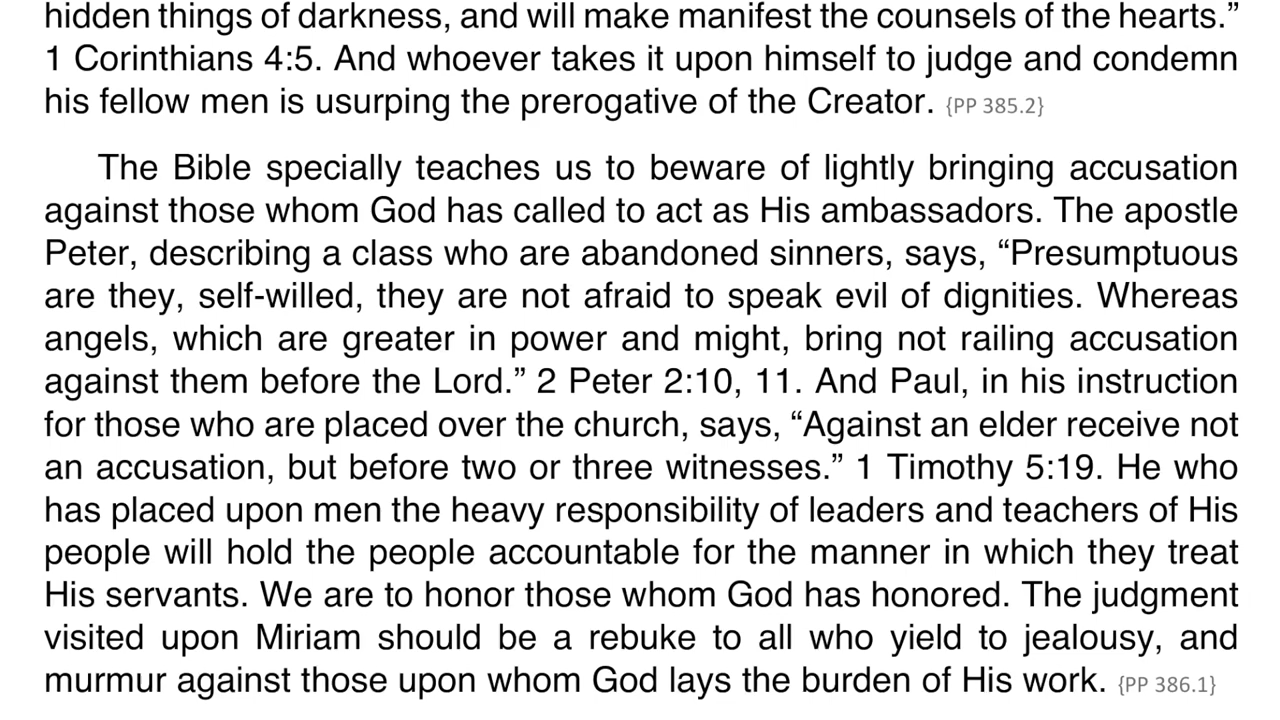 hidden things of darkness, and will make manifest the counsels of the hearts.”
1 Corinthians 4:5. And whoever takes it upon himself to judge and condemn
his fellow men is usurping the prerogative of the Creator. {PP 385.2}
The Bible specially teaches us to beware of lightly bringing accusation
against those whom God has called to act as His ambassadors. The apostle
Peter, describing a class who are abandoned sinners, says, “Presumptuous
are they, self-willed, they are not afraid to speak evil of dignities. Whereas
angels, which are greater in power and might, bring not railing accusation
against them before the Lord.” 2 Peter 2:10, 11. And Paul, in his instruction
for those who are placed over the church, says, “Against an elder receive not
an accusation, but before two or three witnesses.” 1 Timothy 5:19. He who
has placed upon men the heavy responsibility of leaders and teachers of His
people will hold the people accountable for the manner in which they treat
His servants. We are to honor those whom God has honored. The judgment
visited upon Miriam should be a rebuke to all who yield to jealousy, and
murmur against those upon whom God lays the burden of His work. {PP 386.1}